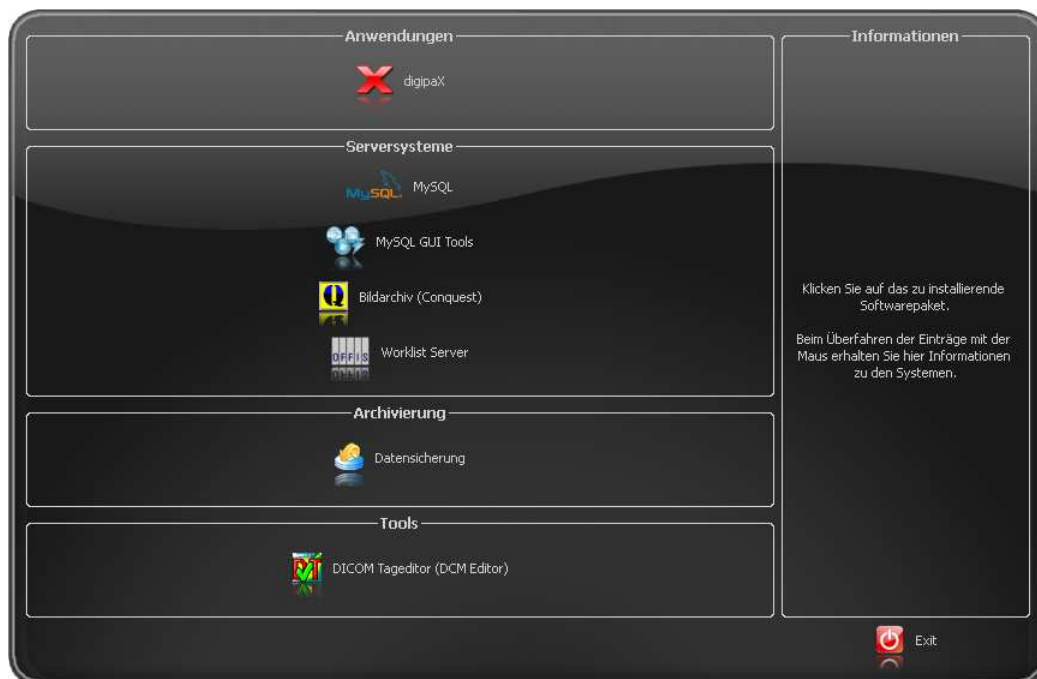 Anwendungen
digipaX
Serversysteme
MySQL
MySQL
MySQL GUI Tools
Bildarchiv (Conquest)
OFFIS
Worklist Server
Archivierung
Datensicherung
Tools
DICOM Tageditor (DCM Editor)
Informationen
Klicken Sie auf das zu installierende
Softwarepaket.
Beim Überfahren der Einträge mit der
Maus erhalten Sie hier Informationen
zu den Systemen.
Exit